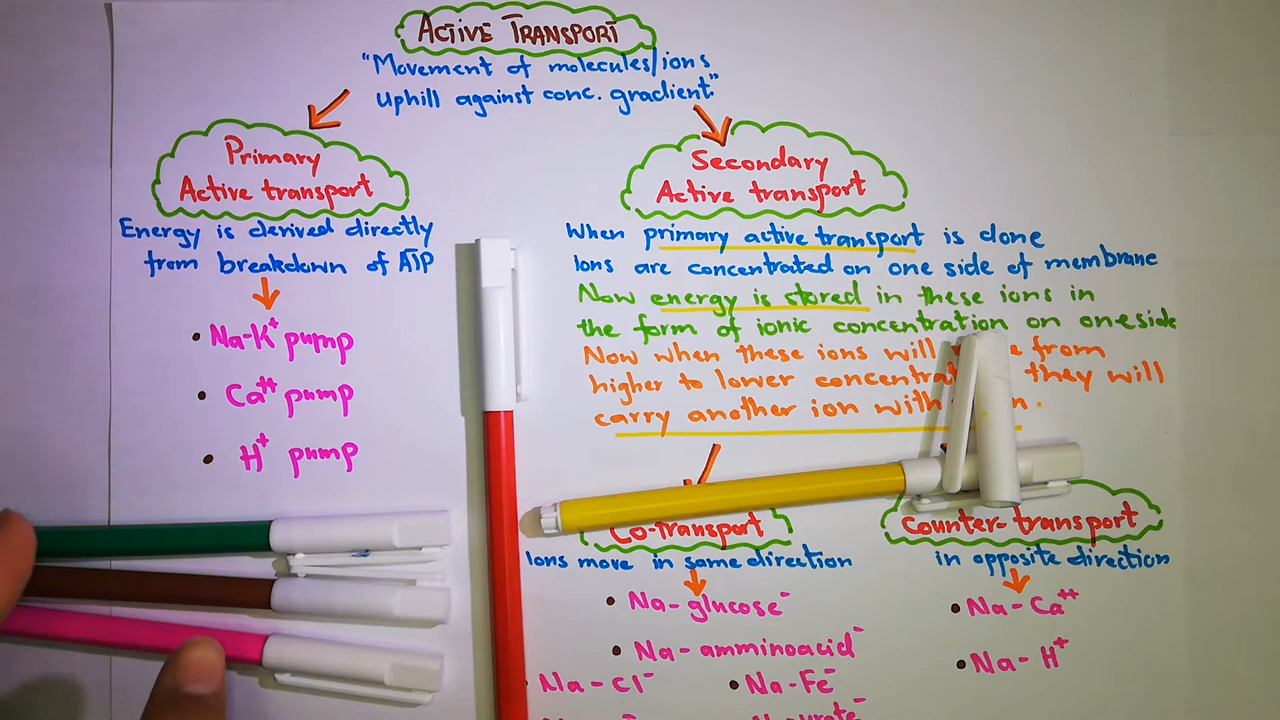 ACTIVE TRANSPORT
"Movement of molecules/ions
Uphill against conc. gradient"
Primary
Active transport
Energy is derived directly
from breakdown of ATP
• Na-K⁺ pump
• Ca⁺⁺ pump
• H⁺ pump
Secondary
Active transport
When primary active transport is done
Ions are concentrated on one side of membrane
Now energy is stored in these ions in
the form of ionic concentration on one side
Now when these ions will from
higher to lower they will
carry another ion
Co-transport
Ions move in same direction
• Na-glucose⁻
• Na-amminoacid⁻
• Na-Cl⁻
• Na-Fe⁻
Counter-transport
in opposite direction
• Na-Ca⁺⁺
• Na-H⁺